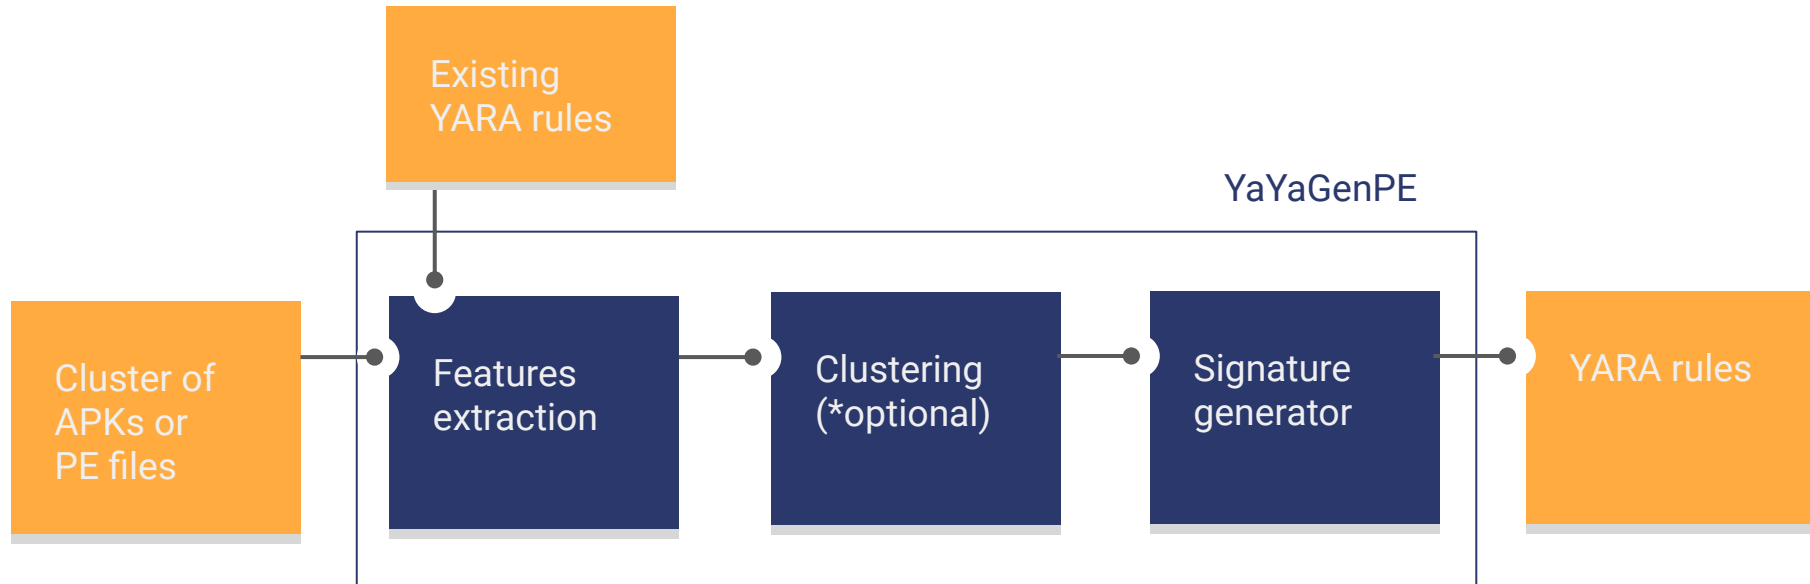 Existing
YARA rules
YaYaGenPE
Cluster of
APKs or
PE files
Features
extraction
Clustering
(*optional)
Signature
generator
YARA rules